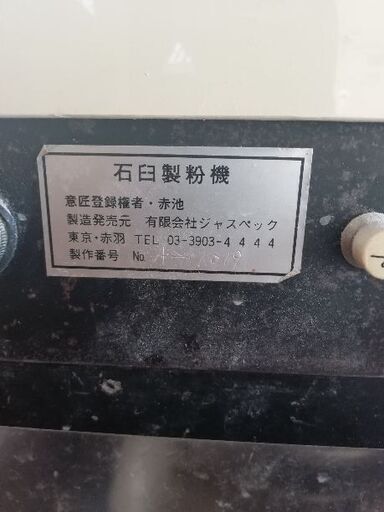 石臼製粉機
意匠登録権者・赤池
製造発売元 有限会社ジャスペック
東京・赤羽 TEL 03-3903-4444
製作番号 No.